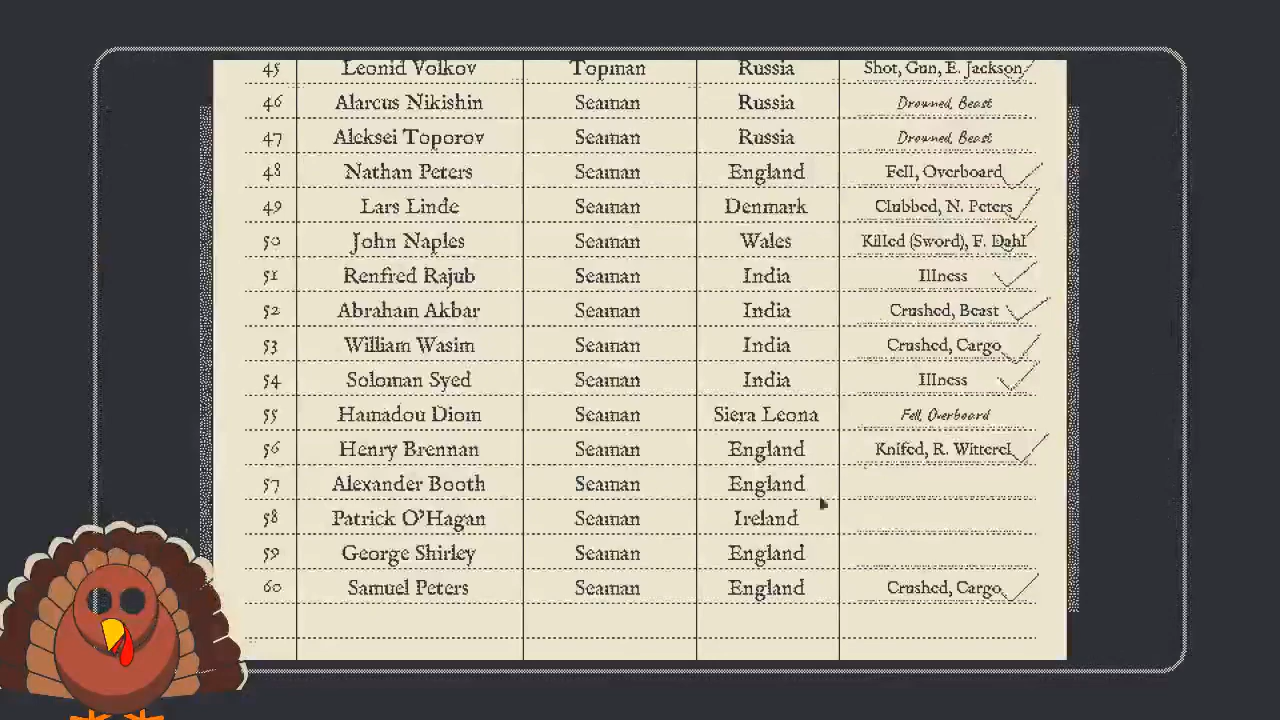 45 Leonid Volkov Topman Russia Shot, Gun, E. Jackson
46 Alarcus Nikishin Seaman Russia Drowned, Beast
47 Aleksei Toporov Seaman Russia Drowned, Beast
48 Nathan Peters Seaman England Fell, Overboard
49 Lars Linde Seaman Denmark Clubbed, N. Peters
50 John Naples Seaman Wales Killed (Sword), F. Dahl
51 Renfred Rajub Seaman India Illness
52 Abraham Akbar Seaman India Crushed, Beast
53 William Wasim Seaman India Crushed, Cargo
54 Soloman Syed Seaman India Illness
55 Hamadou Diom Seaman Siera Leona Fell, Overboard
56 Henry Brennan Seaman England Knifed, R. Witterel
57 Alexander Booth Seaman England
58 Patrick O'Hagan Seaman Ireland
59 George Shirley Seaman England
60 Samuel Peters Seaman England Crushed, Cargo